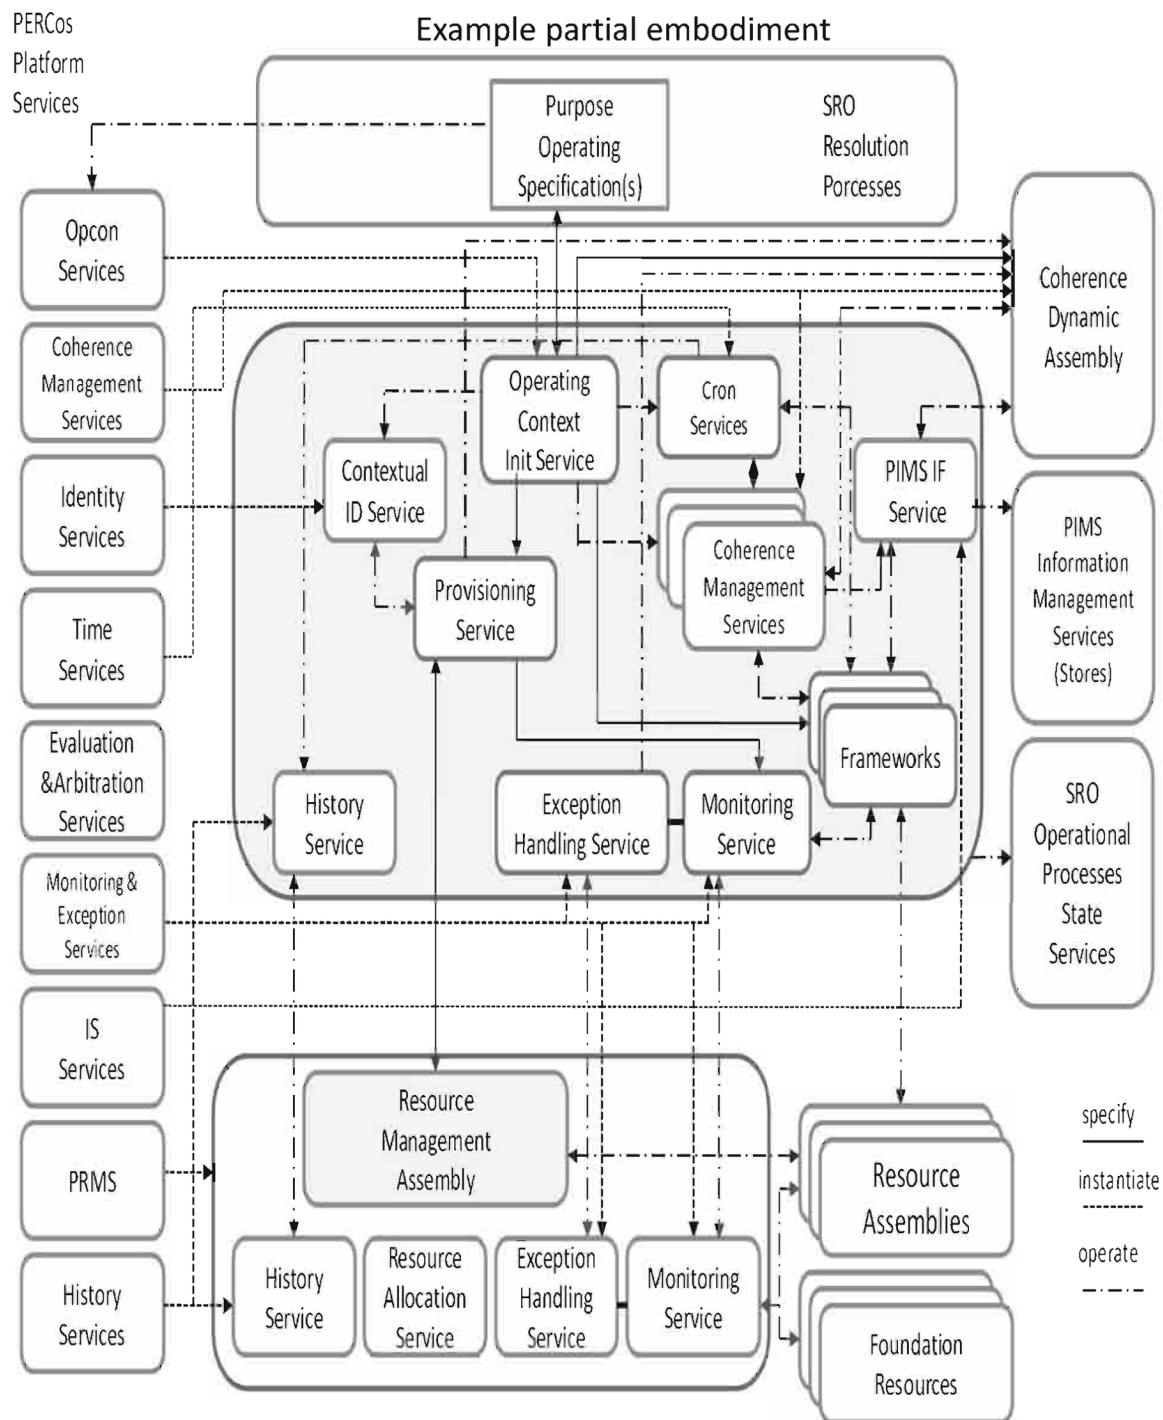 PERCos
Platform
Services
Example partial embodiment
Purpose
Operating
Specification(s)
SRO
Resolution
Porcesses
Opcon
Services
Coherence
Management
Services
Identity
Services
Time
Services
Evaluation
&Arbitration
Services
Monitoring &
Exception
Services
IS
Services
PRMS
History
Services
Operating
Context
Init Service
Cron
Services
Contextual
ID Service
PIMS IF
Service
Provisioning
Service
Coherence
Management
Services
Frameworks
History
Service
Exception
Handling Service
Monitoring
Service
Coherence
Dynamic
Assembly
PIMS
Information
Management
Services
(Stores)
SRO
Operational
Processes
State
Services
Resource
Management
Assembly
History
Service
Resource
Allocation
Service
Exception
Handling
Service
Monitoring
Service
Resource
Assemblies
Foundation
Resources
specify
instantiate
operate